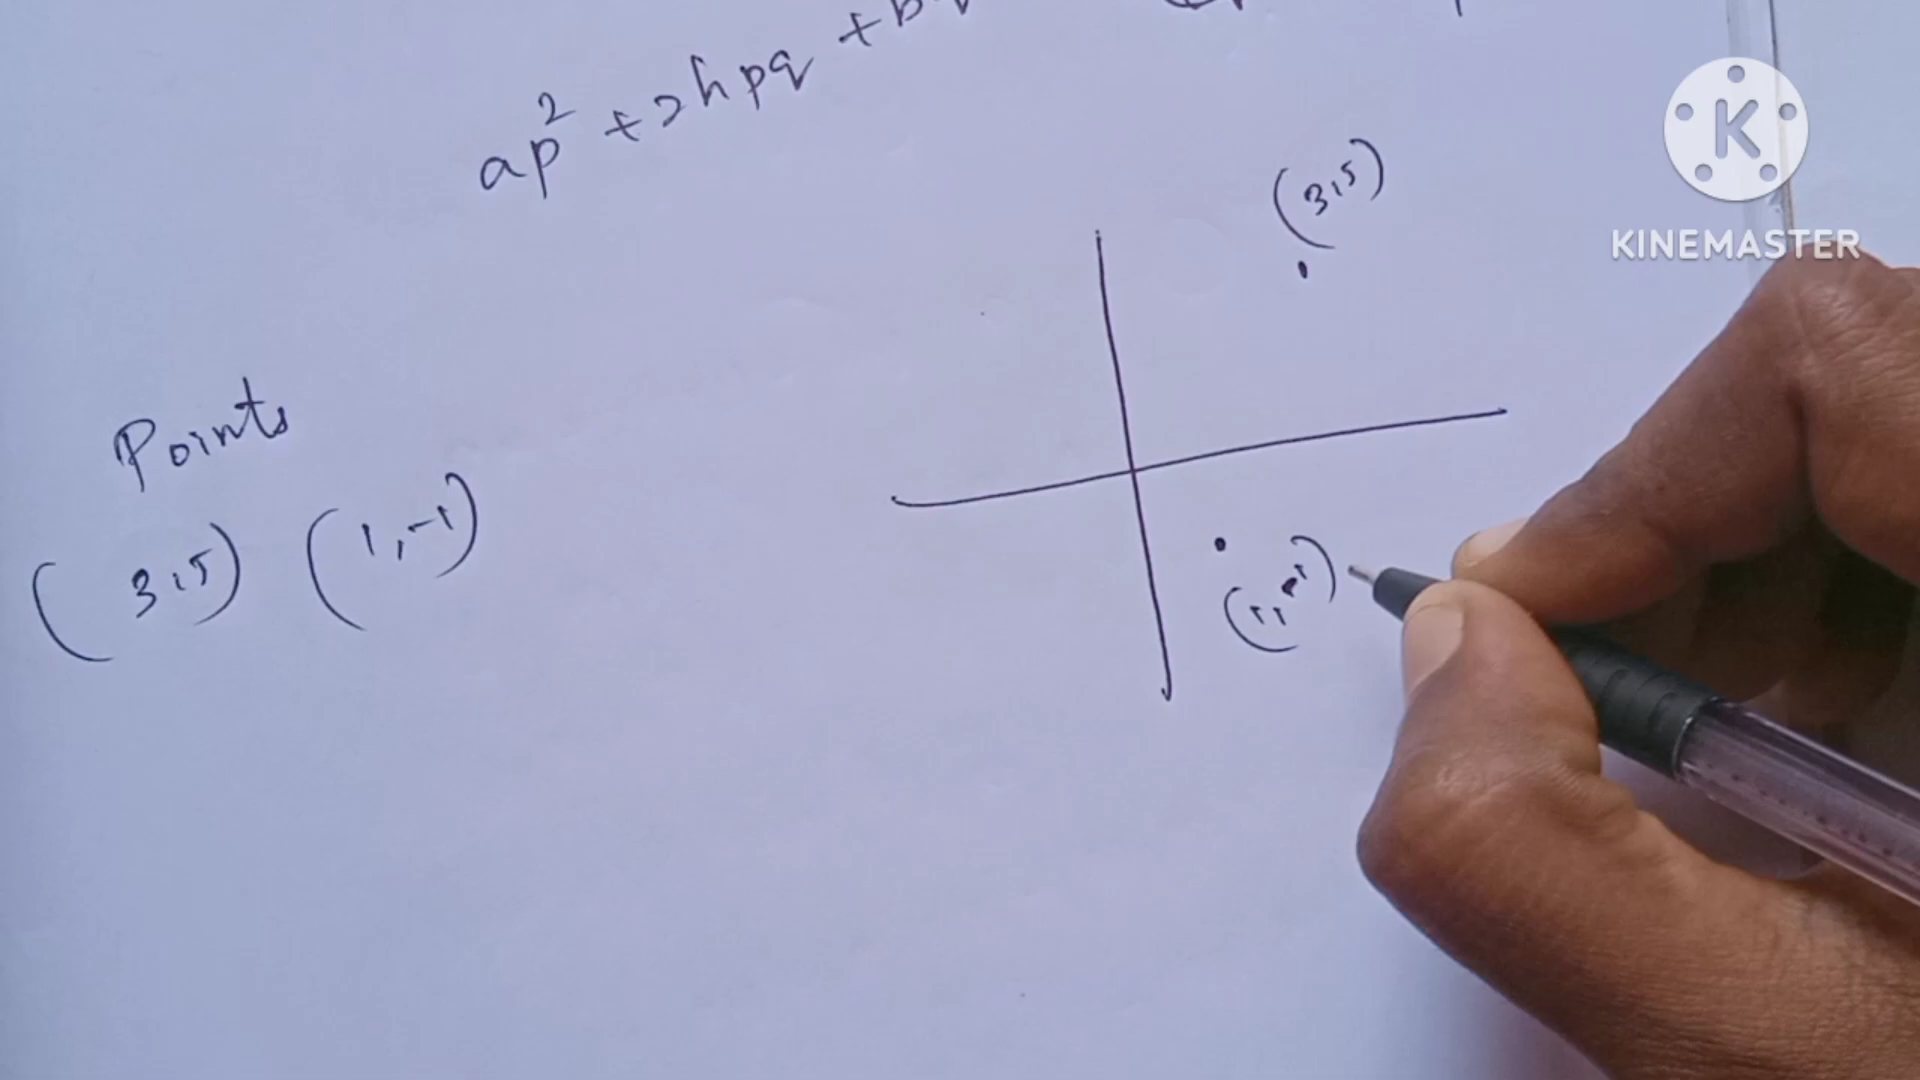 ap² + 2hpq + b
(3,5)
KINEMASTER
Points
(3,5) (1,-1)
(1,-1)